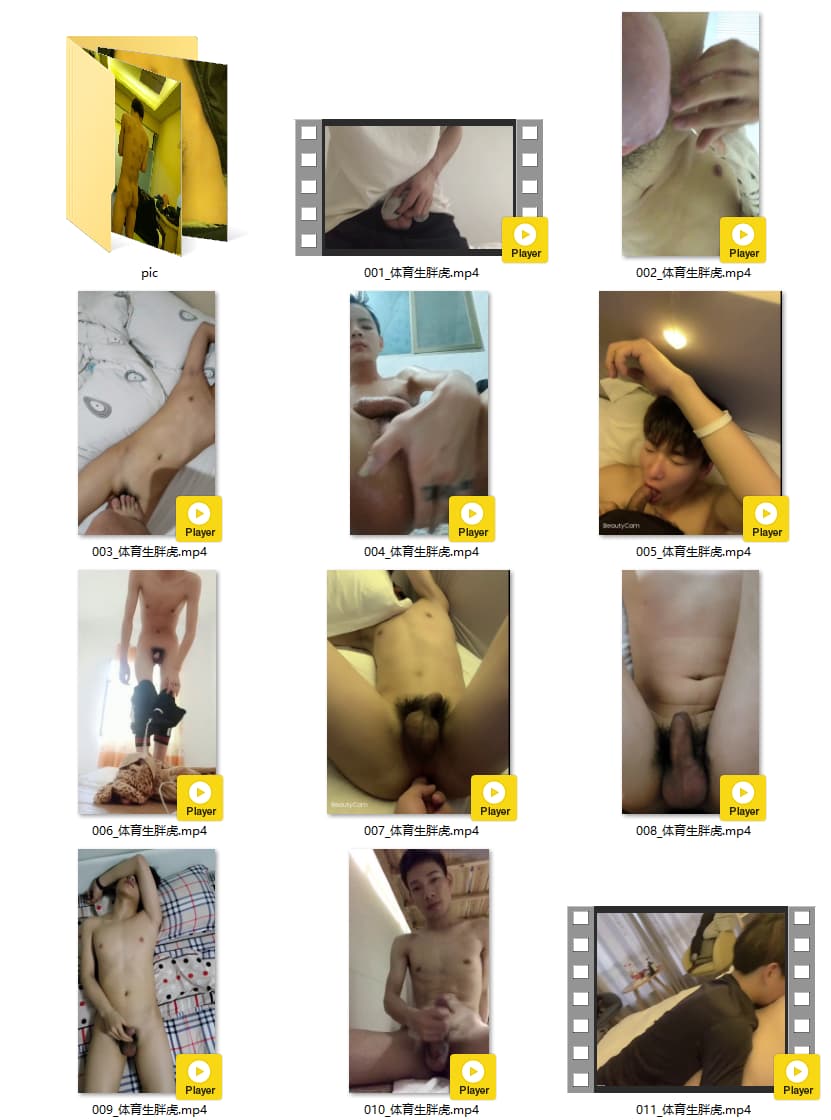 pic
Player
001_体育生胖虎.mp4
Player
002_体育生胖虎.mp4
Player
003_体育生胖虎.mp4
Player
004_体育生胖虎.mp4
BeautyCam
Player
005_体育生胖虎.mp4
Player
006_体育生胖虎.mp4
BeautyCam
Player
007_体育生胖虎.mp4
Player
008_体育生胖虎.mp4
Player
009_体育生胖虎.mp4
Player
010_体育生胖虎.mp4
Player
011_体育生胖虎.mp4